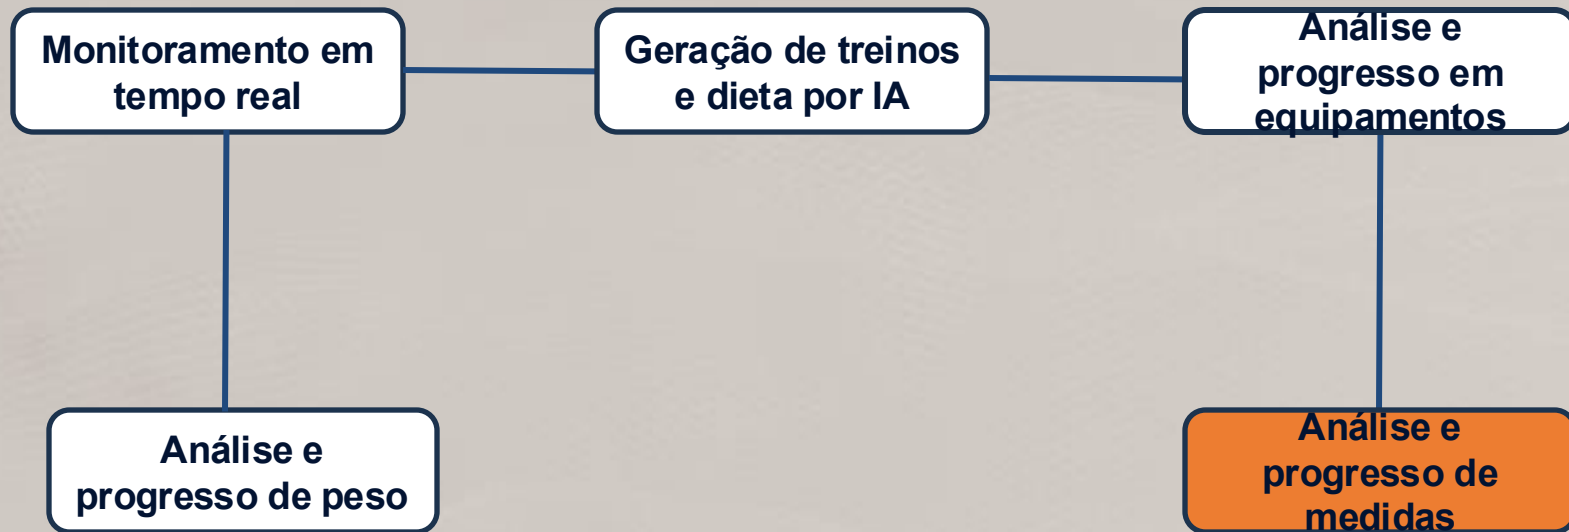 Monitoramento em
tempo real
Geração de treinos
e dieta por IA
Análise e
progresso em
equipamentos
Análise e
progresso de peso
Análise e
progresso de
medidas